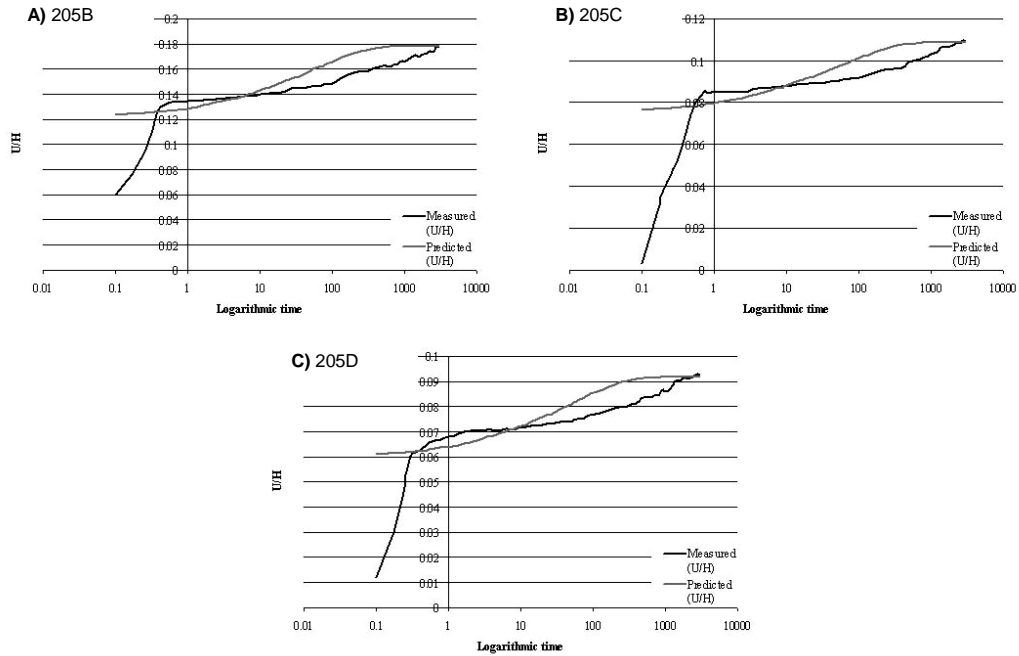 A) 205B
0.2
0.18
0.16
0.14
0.12
0.1
0.08
0.06
0.04
0.02
0
U/H
Measured
(U/H)
Predicted
(U/H)
0.01 0.1 1 10 100 1000 10000
Logarithmic time
B) 205C
0.12
0.1
0.08
0.06
0.04
0.02
0
U/H
Measured
(U/H)
Predicted
(U/H)
0.01 0.1 1 10 100 1000 10000
Logarithmic time
C) 205D
0.1
0.09
0.08
0.07
0.06
0.05
0.04
0.03
0.02
0.01
0
U/H
Measured
(U/H)
Predicted
(U/H)
0.01 0.1 1 10 100 1000 10000
Logarithmic time